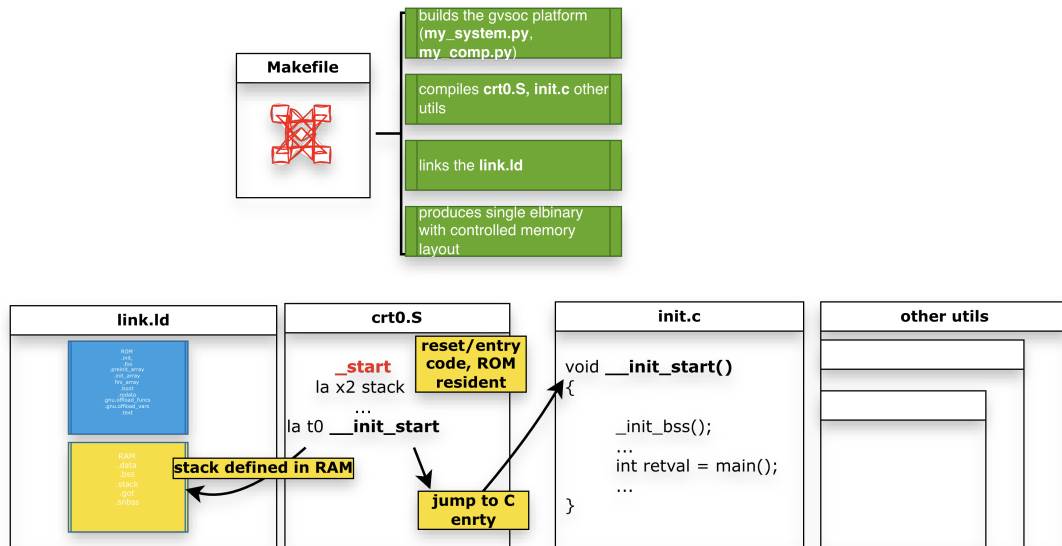 builds the gvsoc platform
(my_system.py,
my_comp.py)
Makefile
compiles crt0.S, init.c other
utils
links the link.ld
produces single elbinary
with controlled memory
layout
link.ld
ROM
.init,
.fini
.preinit_array
.init_array
.fini_array
.boot
.rodata
.gnu.offload_funcs
.gnu.offload_vars
.text
RAM
.data
.bss
.stack
.got
.snbss
stack defined in RAM
crt0.S
reset/entry
code, ROM
resident
_start
la x2 stack
...
la t0 __init_start
jump to C
enrty
init.c
void __init_start()
{
_init_bss();
...
int retval = main();
...
}
other utils